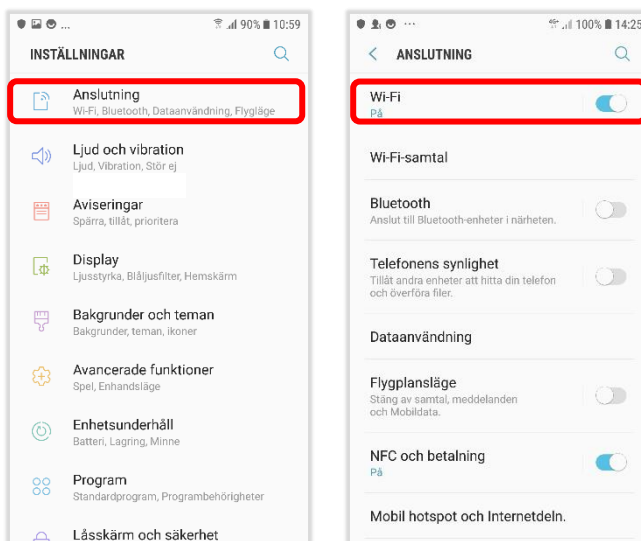 ... 90% 10:59
INSTÄLLNINGAR
Anslutning
Wi-Fi, Bluetooth, Dataanvändning, Flygläge
Ljud och vibration
Ljud, Vibration, Stör ej
Aviseringar
Spärra, tillåt, prioritera
Display
Ljusstyrka, Blåljusfilter, Hemskärm
Bakgrunder och teman
Bakgrunder, teman, ikoner
Avancerade funktioner
Spel, Enhandsläge
Enhetsunderhåll
Batteri, Lagring, Minne
Program
Standardprogram, Programbehörigheter
Låsskärm och säkerhet
... 100% 14:25
ANSLUTNING
Wi-Fi
På
Wi-Fi-samtal
Bluetooth
Anslut till Bluetooth-enheter i närheten.
Telefonens synlighet
Tillåt andra enheter att hitta din telefon
och överföra filer.
Dataanvändning
Flygplansläge
Stäng av samtal, meddelanden
och Mobildata.
NFC och betalning
På
Mobil hotspot och Internetdeln.